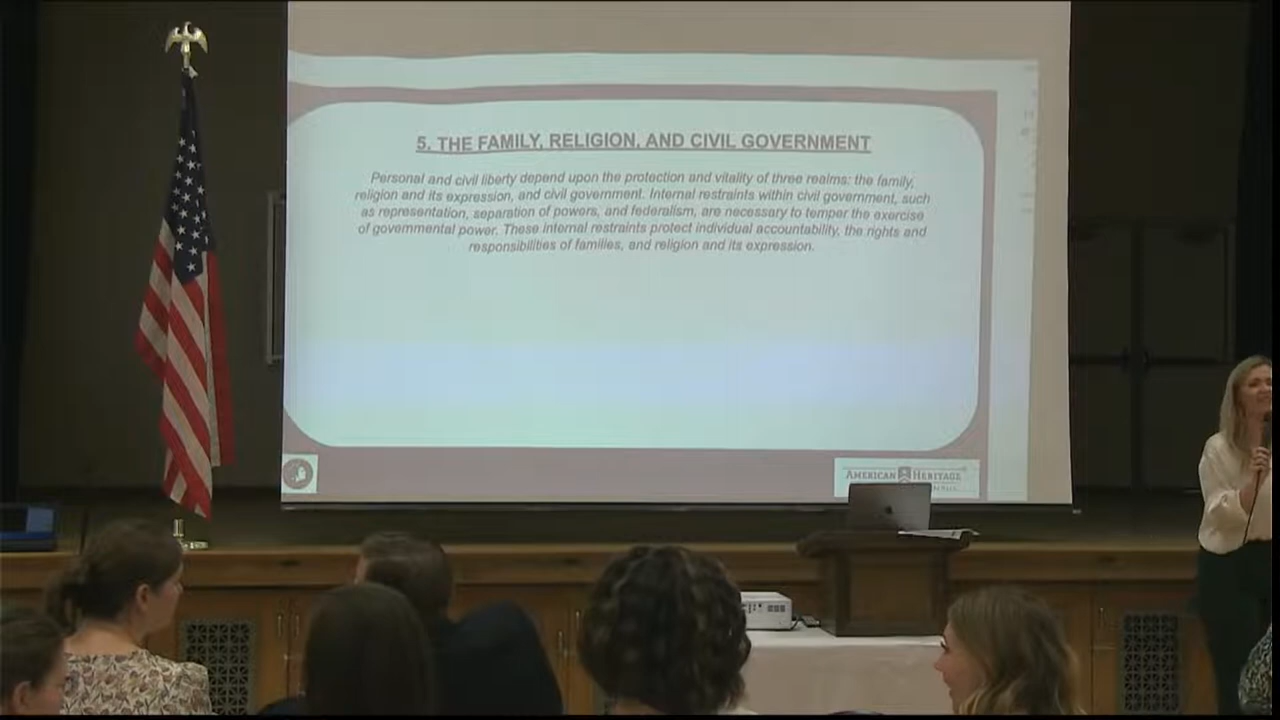 5. THE FAMILY, RELIGION, AND CIVIL GOVERNMENT
Personal and civil liberty depend upon the protection and vitality of three realms: the family,
religion and its expression, and civil government. Internal restraints within civil government, such
as representation, separation of powers, and federalism, are necessary to temper the exercise
of governmental power. These internal restraints protect individual accountability, the rights and
responsibilities of families, and religion and its expression.
AMERICAN HERITAGE